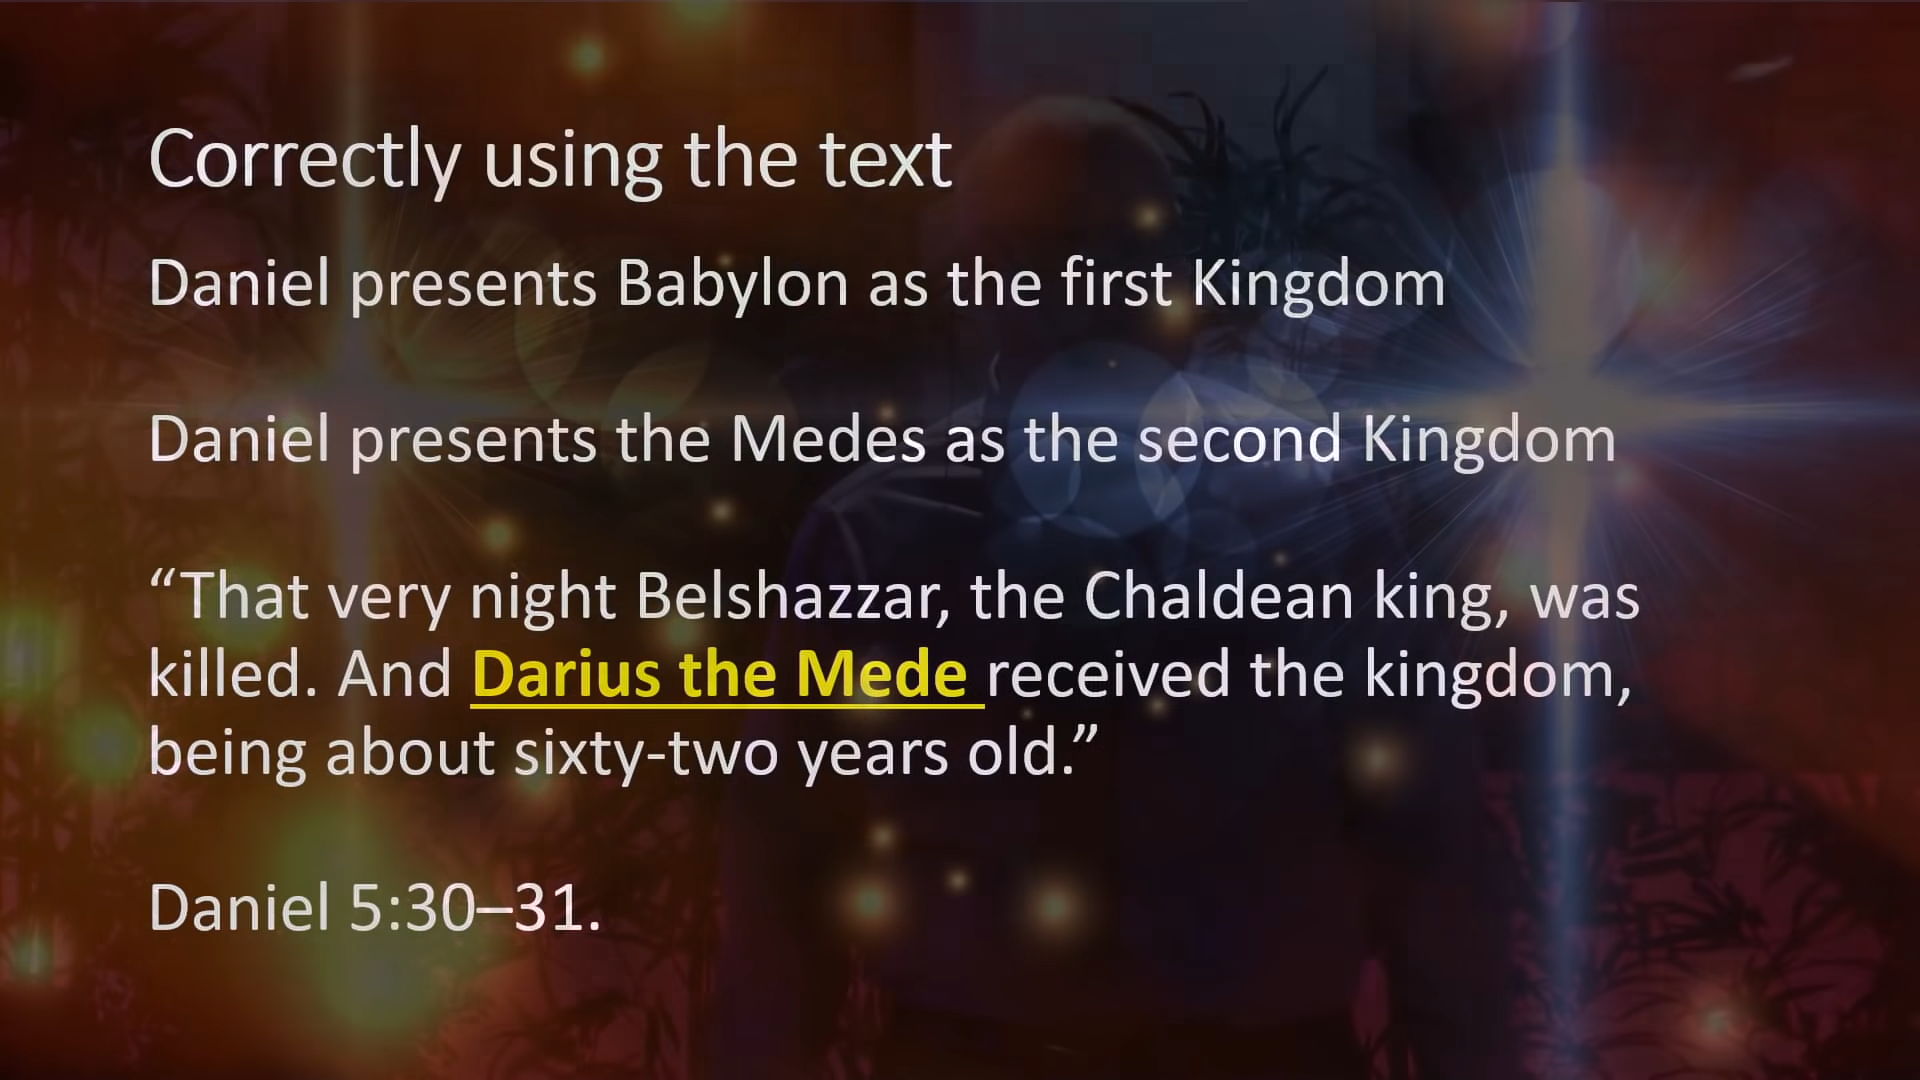 Correctly using the text
Daniel presents Babylon as the first Kingdom
Daniel presents the Medes as the second Kingdom
“That very night Belshazzar, the Chaldean king, was
killed. And Darius the Mede received the kingdom,
being about sixty-two years old.”
Daniel 5:30–31.